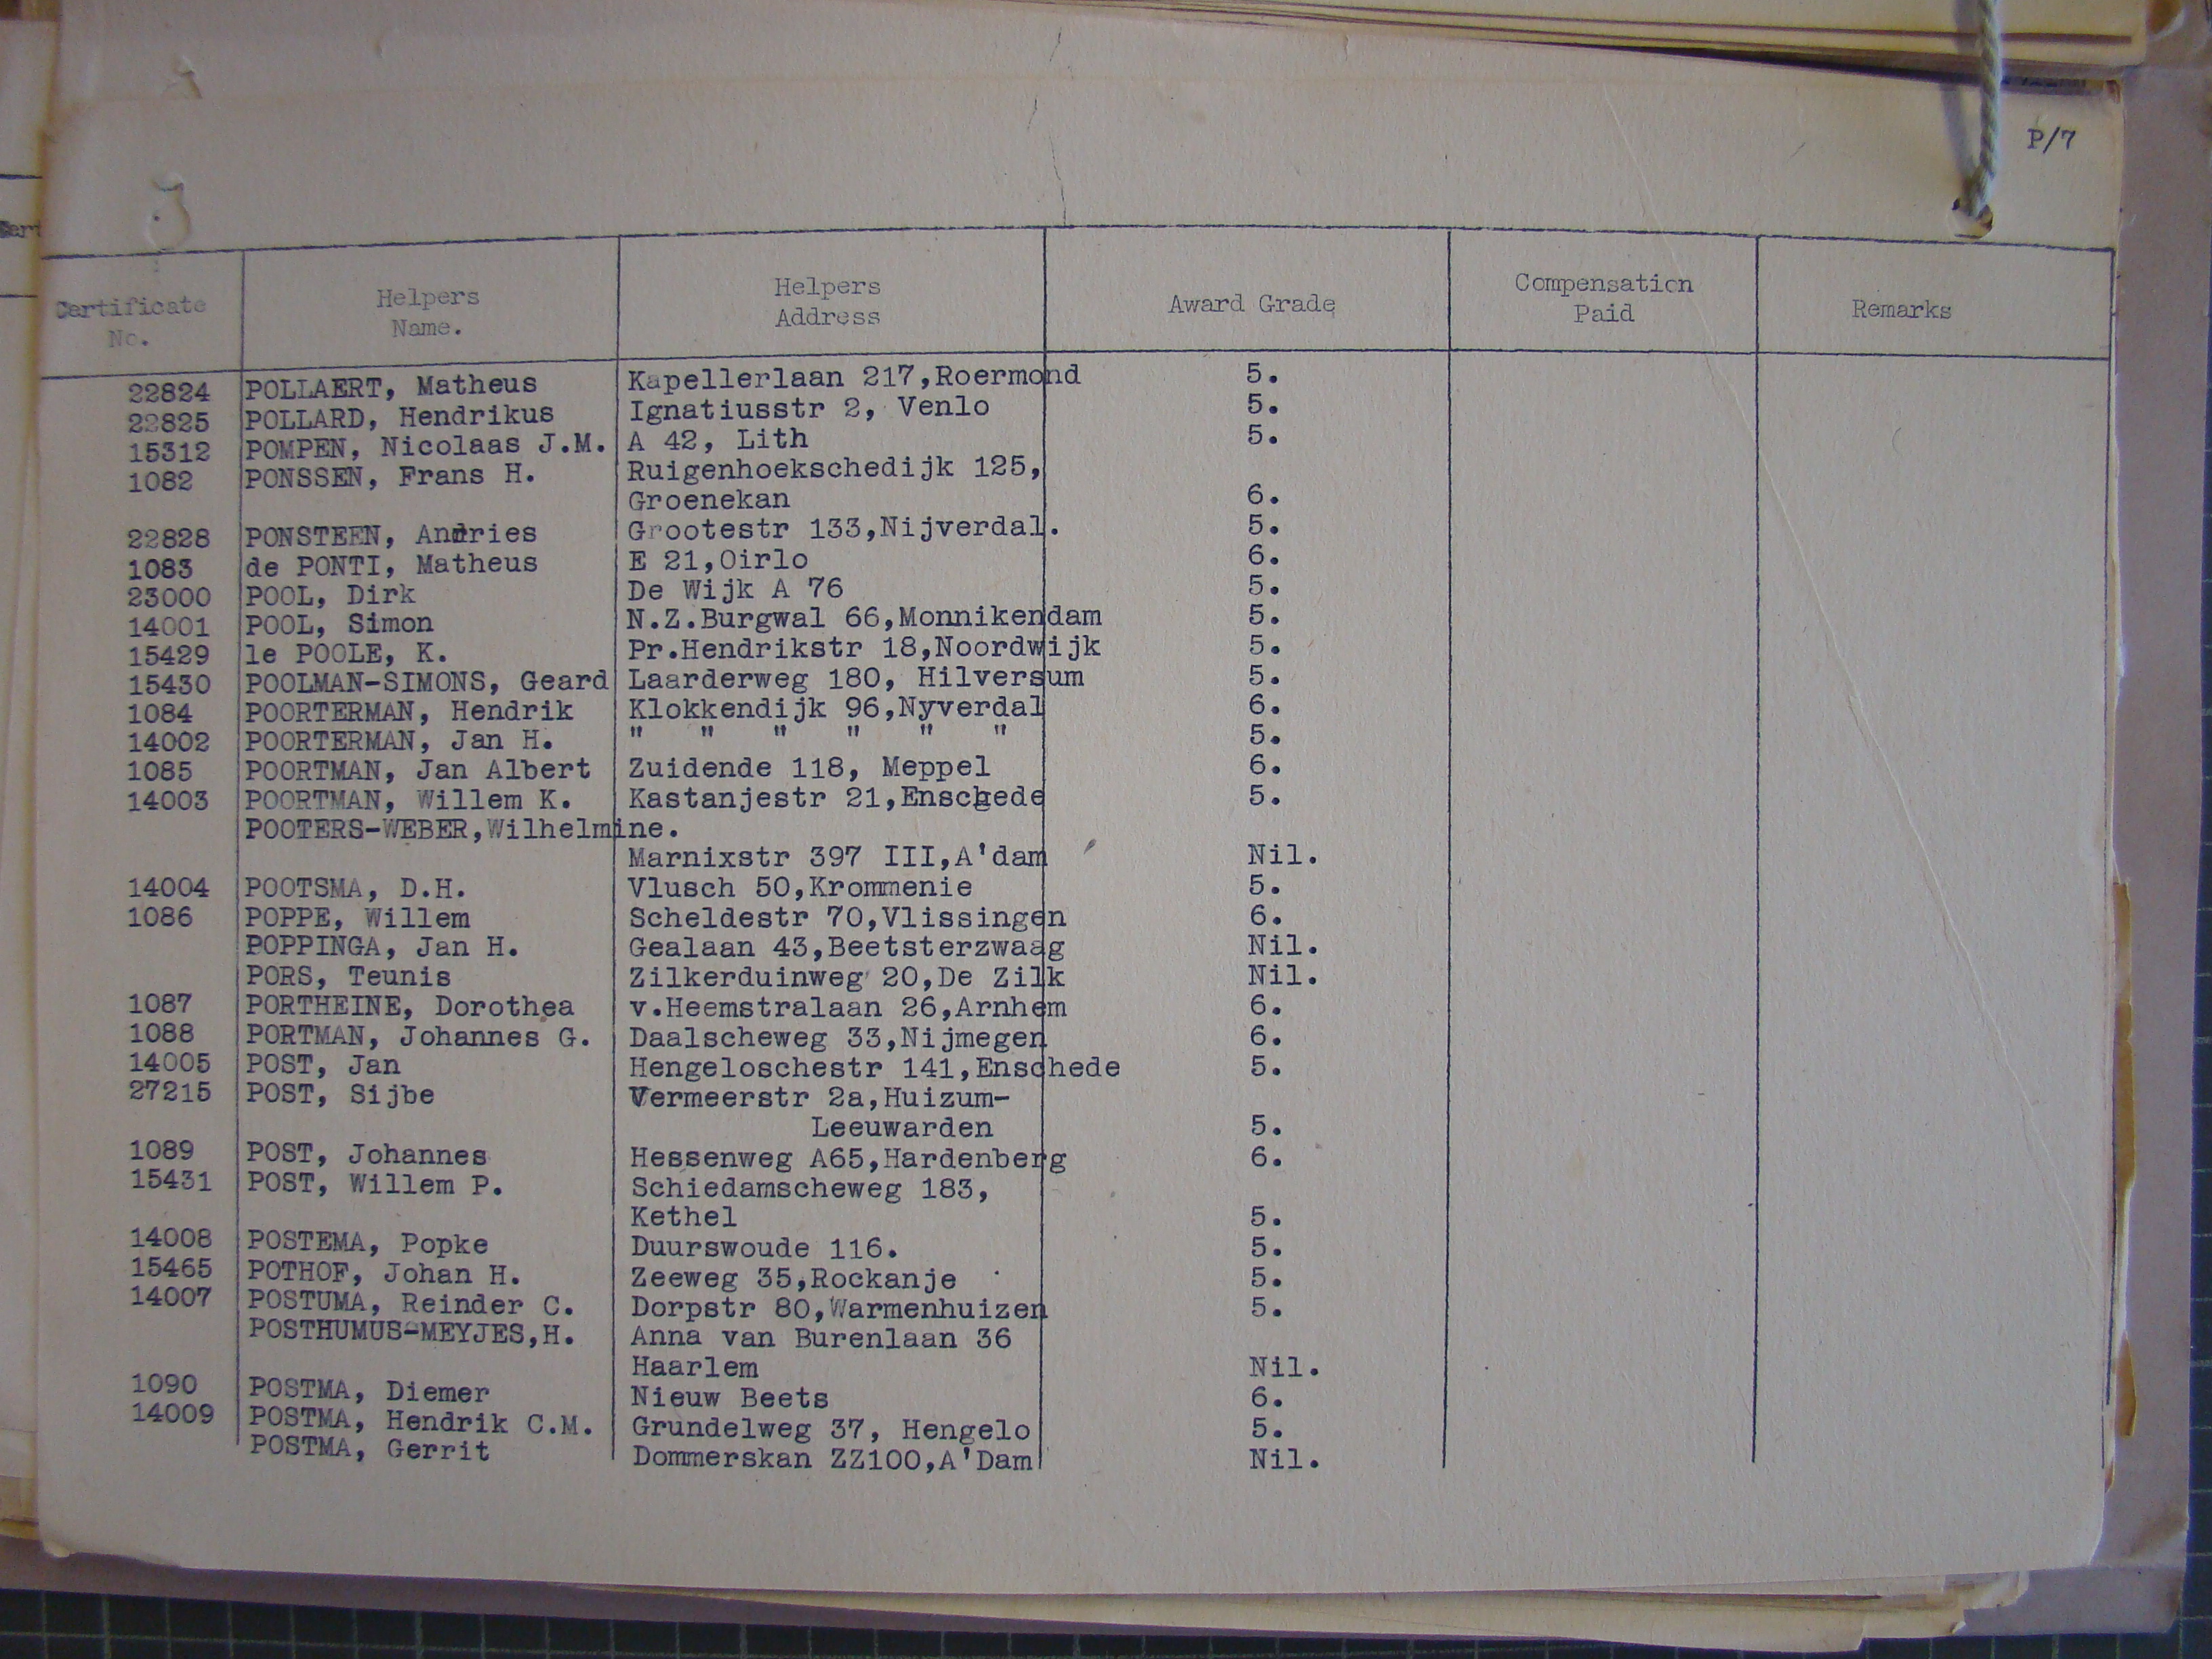 P/7
Certificate No. Helpers Name. Helpers Address Award Grade Compensation Paid Remarks
22824 POLLAERT, Matheus Kapellerlaan 217,Roermond 5.
22825 POLLARD, Hendrikus Ignatiusstr 2, Venlo 5.
15312 POMPEN, Nicolaas J.M. A 42, Lith 5.
1082 PONSSEN, Frans H. Ruigenhoekschedijk 125,
Groenekan 6.
22828 PONSTEEN, Andries Grootestr 133,Nijverdal. 5.
1083 de PONTI, Matheus E 21,Oirlo 6.
23000 POOL, Dirk De Wijk A 76 5.
14001 POOL, Simon N.Z.Burgwal 66,Monnikendam 5.
15429 le POOLE, K. Pr.Hendrikstr 18,Noordwijk 5.
15430 POOLMAN-SIMONS, Geard Laarderweg 180, Hilversum 5.
1084 POORTERMAN, Hendrik Klokkendijk 96,Nyverdal 6.
14002 POORTERMAN, Jan H. " " " " " " 5.
1085 POORTMAN, Jan Albert Zuidende 118, Meppel 6.
14003 POORTMAN, Willem K. Kastanjestr 21,Enschede 5.
POOTERS-WEBER,Wilhelmine.
Marnixstr 397 III,A'dam Nil.
14004 POOTSMA, D.H. Vlusch 50,Krommenie 5.
1086 POPPE, Willem Scheldestr 70,Vlissingen 6.
POPPINGA, Jan H. Gealaan 43,Beetsterzwaag Nil.
PORS, Teunis Zilkerduinweg 20,De Zilk Nil.
1087 PORTHEINE, Dorothea v.Heemstralaan 26,Arnhem 6.
1088 PORTMAN, Johannes G. Daalscheweg 33,Nijmegen 6.
14005 POST, Jan Hengeloschestr 141,Enschede 5.
27215 POST, Sijbe Vermeerstr 2a,Huizum-
Leeuwarden 5.
1089 POST, Johannes Hessenweg A65,Hardenberg 6.
15431 POST, Willem P. Schiedamscheweg 183,
Kethel 5.
14008 POSTEMA, Popke Duurswoude 116. 5.
15465 POTHOF, Johan H. Zeeweg 35,Rockanje 5.
14007 POSTUMA, Reinder C. Dorpstr 80,Warmenhuizen 5.
POSTHUMUS-MEYJES,H. Anna van Burenlaan 36
Haarlem Nil.
1090 POSTMA, Diemer Nieuw Beets 6.
14009 POSTMA, Hendrik C.M. Grundelweg 37, Hengelo 5.
POSTMA, Gerrit Dommerskan ZZ100,A'Dam Nil.